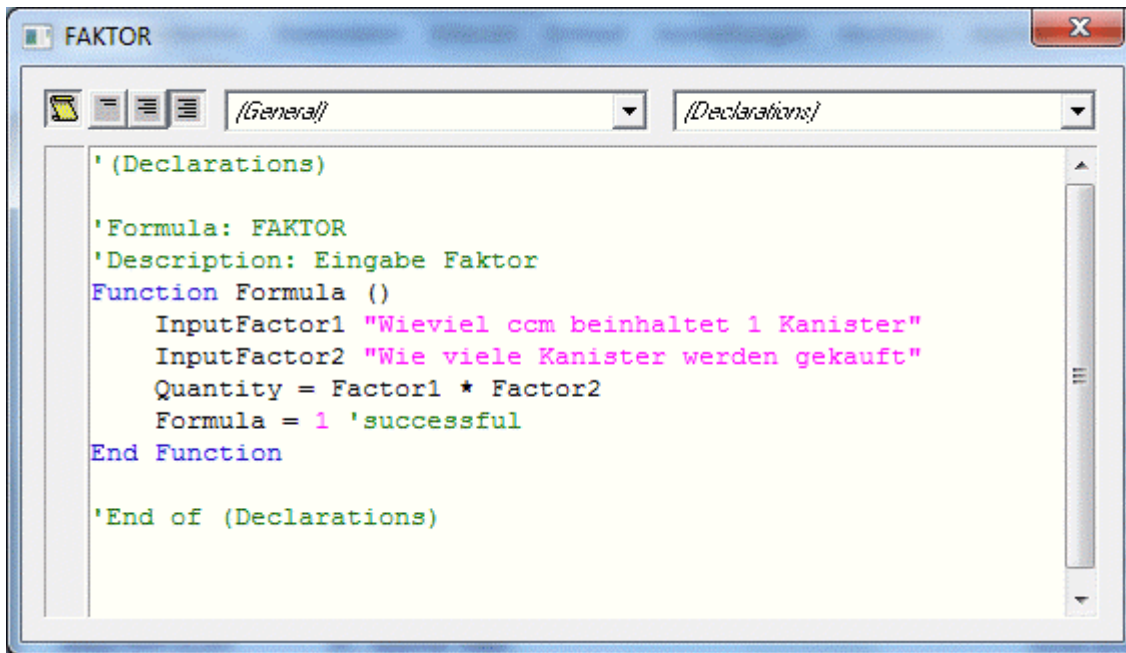 FAKTOR
(General) (Declarations)
'(Declarations)
'Formula: FAKTOR
'Description: Eingabe Faktor
Function Formula ()
InputFactor1 "Wieviel ccm beinhaltet 1 Kanister"
InputFactor2 "Wie viele Kanister werden gekauft"
Quantity = Factor1 * Factor2
Formula = 1 'successful
End Function
'End of (Declarations)